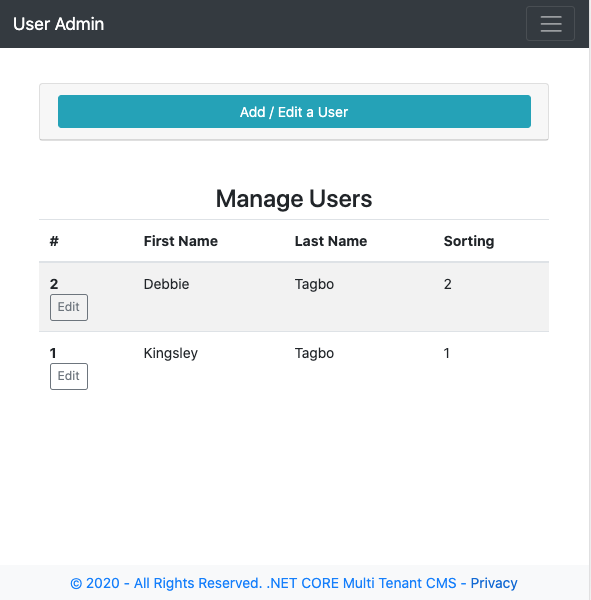 User Admin
Add / Edit a User
Manage Users
# First Name Last Name Sorting
2 Debbie Tagbo 2
Edit
1 Kingsley Tagbo 1
Edit
© 2020 - All Rights Reserved. .NET CORE Multi Tenant CMS - Privacy